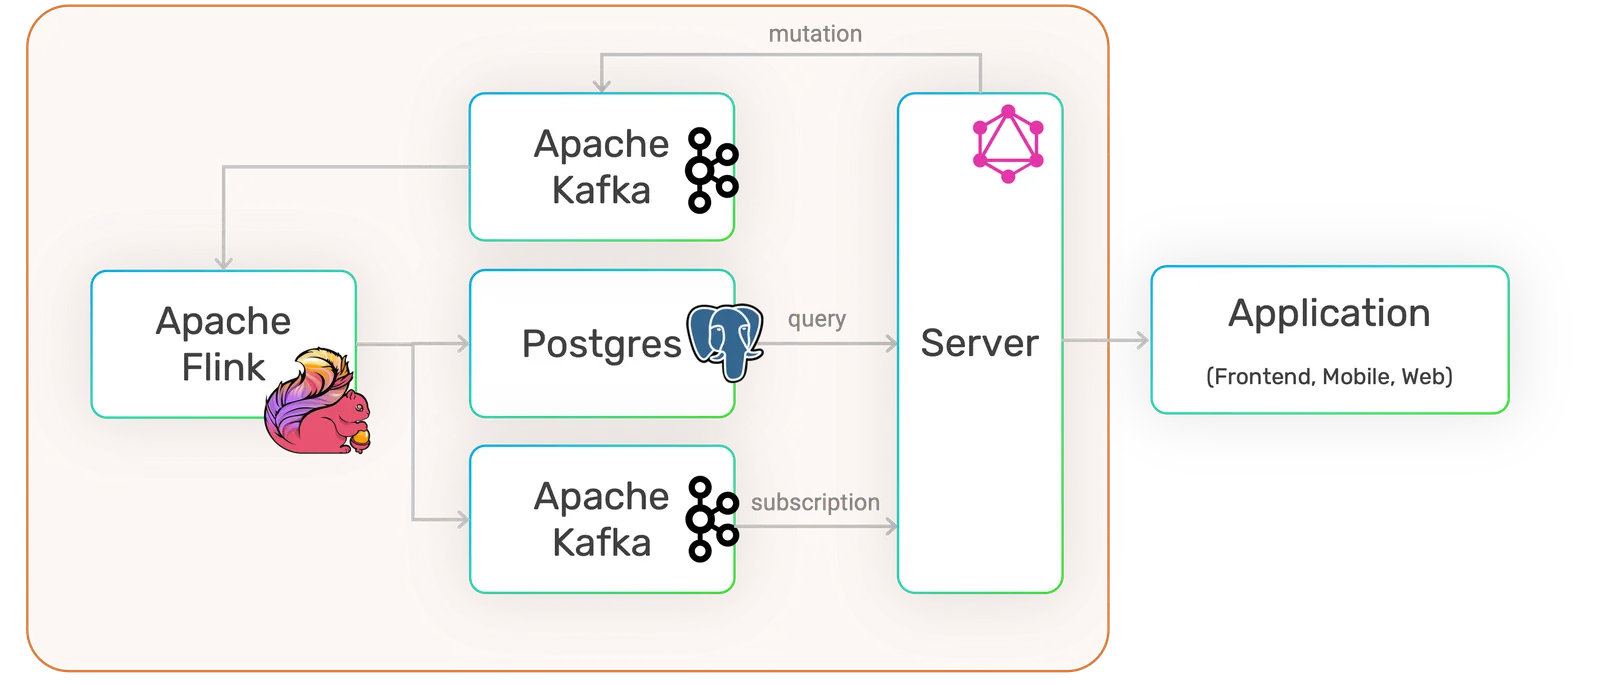 mutation
Apache
Kafka
Apache
Flink
Postgres
query
Server
Application
(Frontend, Mobile, Web)
Apache
Kafka
subscription